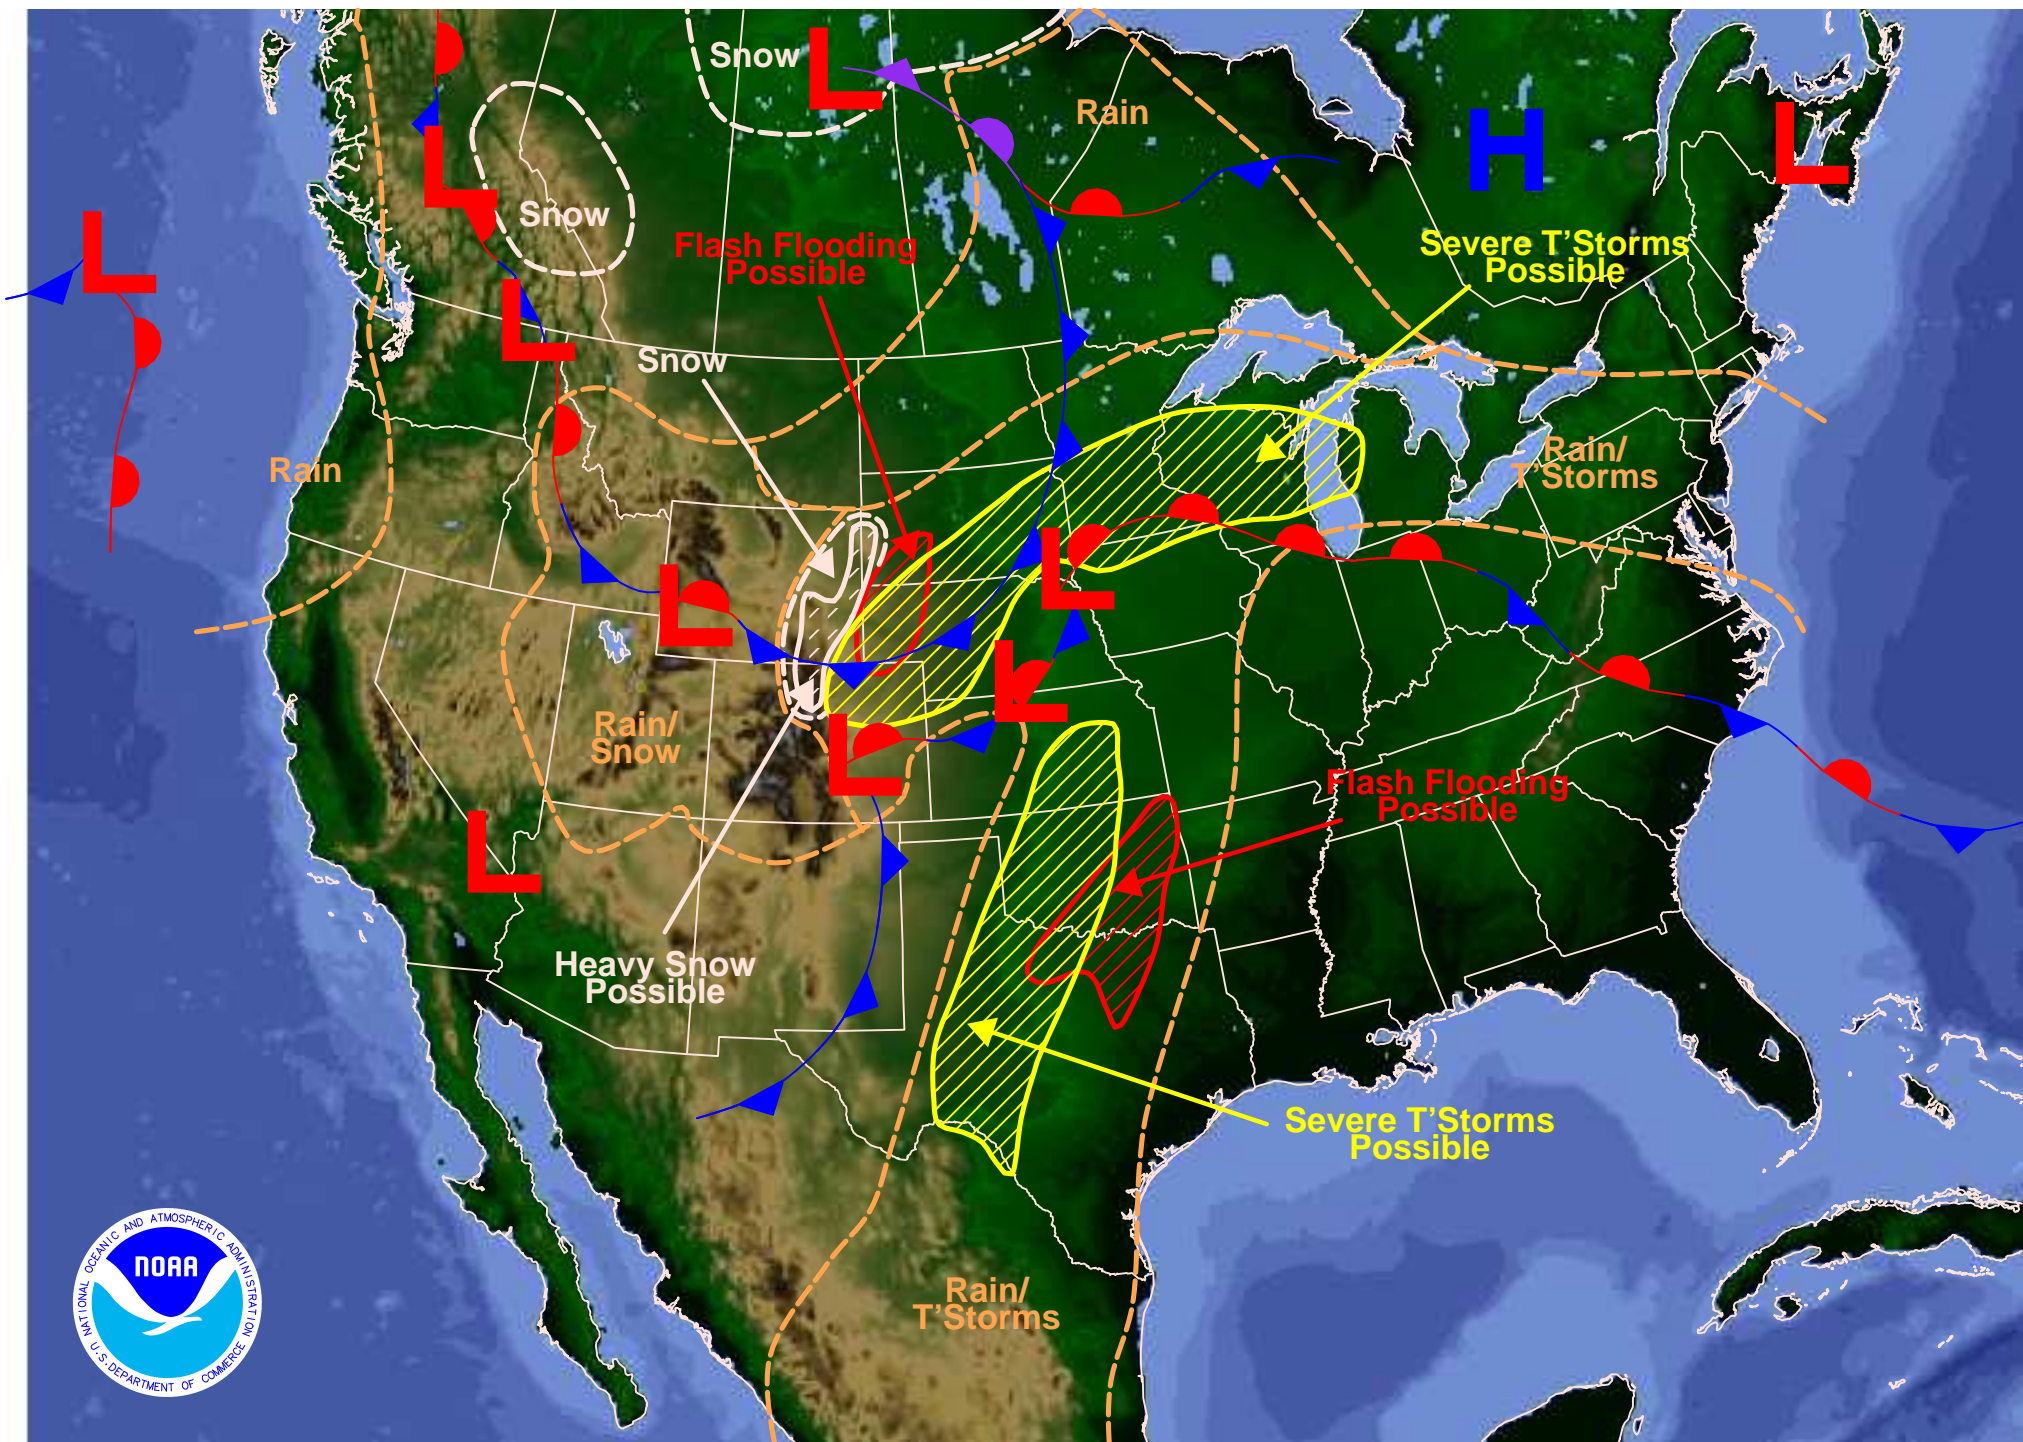 Snow
L
Rain
H
L
L
Snow
L
Flash Flooding
Possible
Severe T'Storms
Possible
L
Snow
Rain
Rain/
T'Storms
L
L
L
Rain/
Snow
L
Flash Flooding
Possible
L
Heavy Snow
Possible
Severe T'Storms
Possible
Rain/
T'Storms
NATIONAL OCEANIC AND ATMOSPHERIC ADMINISTRATION
NOAA
U.S. DEPARTMENT OF COMMERCE